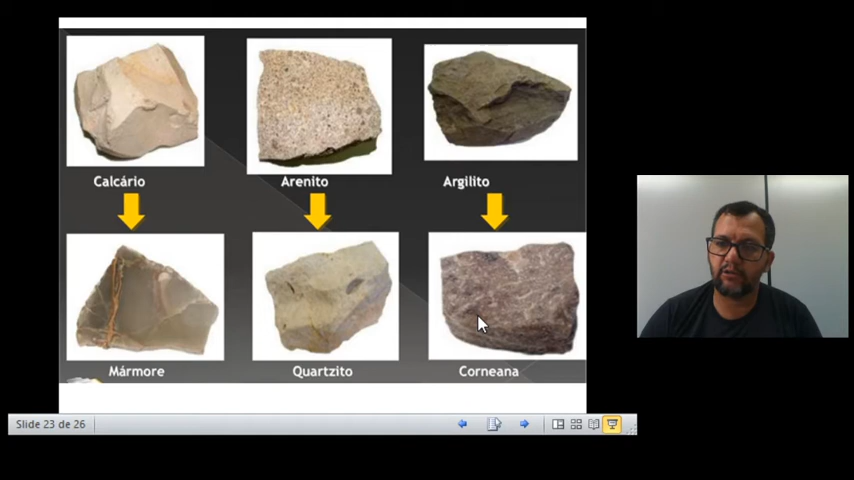 Calcário Arenito Argilito
Mármore Quartzito Corneana
Slide 23 de 26